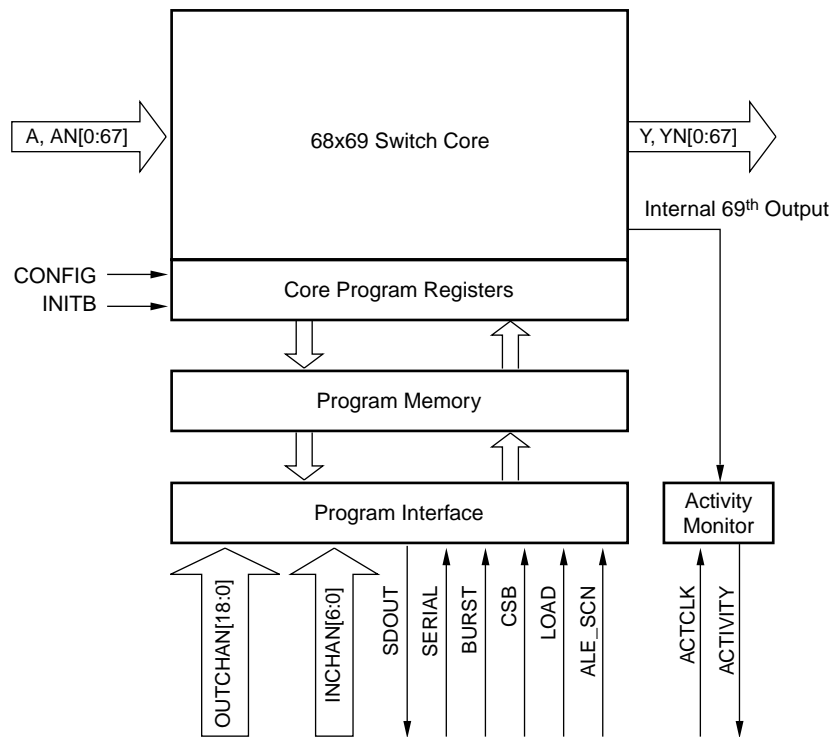 68x69 Switch Core
A, AN[0:67]
Y, YN[0:67]
Internal 69th Output
CONFIG
INITB
Core Program Registers
Program Memory
Program Interface
Activity
Monitor
OUTCHAN[18:0]
INCHAN[6:0]
SDOUT
SERIAL
BURST
CSB
LOAD
ALE_SCN
ACTCLK
ACTIVITY